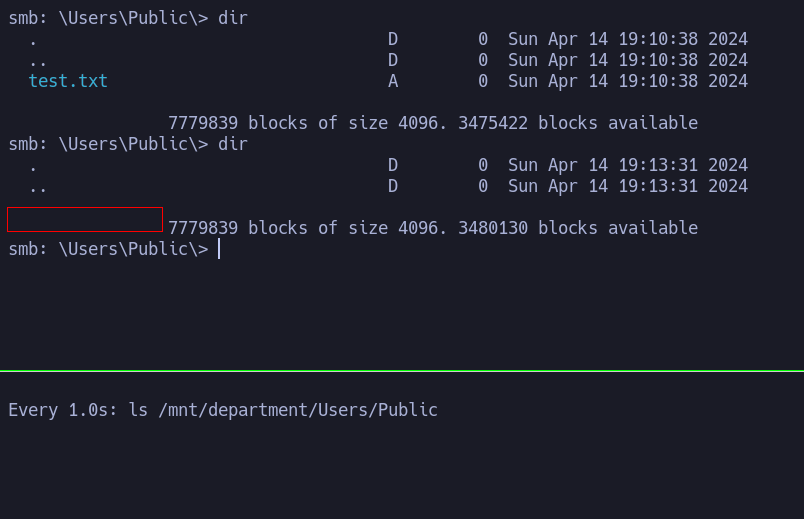 smb: \Users\Public\> dir
. D 0 Sun Apr 14 19:10:38 2024
.. D 0 Sun Apr 14 19:10:38 2024
test.txt A 0 Sun Apr 14 19:10:38 2024
7779839 blocks of size 4096. 3475422 blocks available
smb: \Users\Public\> dir
. D 0 Sun Apr 14 19:13:31 2024
.. D 0 Sun Apr 14 19:13:31 2024
7779839 blocks of size 4096. 3480130 blocks available
smb: \Users\Public\>
Every 1.0s: ls /mnt/department/Users/Public